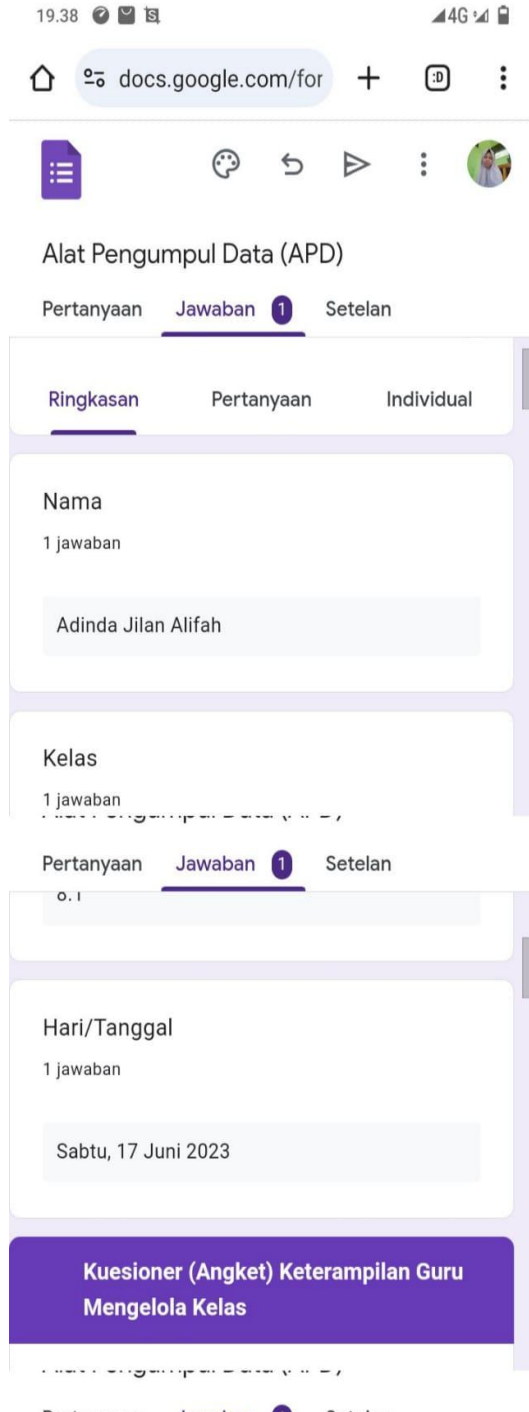 19.38
4G
docs.google.com/for
:D
Alat Pengumpul Data (APD)
Pertanyaan Jawaban 1 Setelan
Ringkasan Pertanyaan Individual
Nama
1 jawaban
Adinda Jilan Alifah
Kelas
1 jawaban
Pertanyaan Jawaban 1 Setelan
Hari/Tanggal
1 jawaban
Sabtu, 17 Juni 2023
Kuesioner (Angket) Keterampilan Guru
Mengelola Kelas